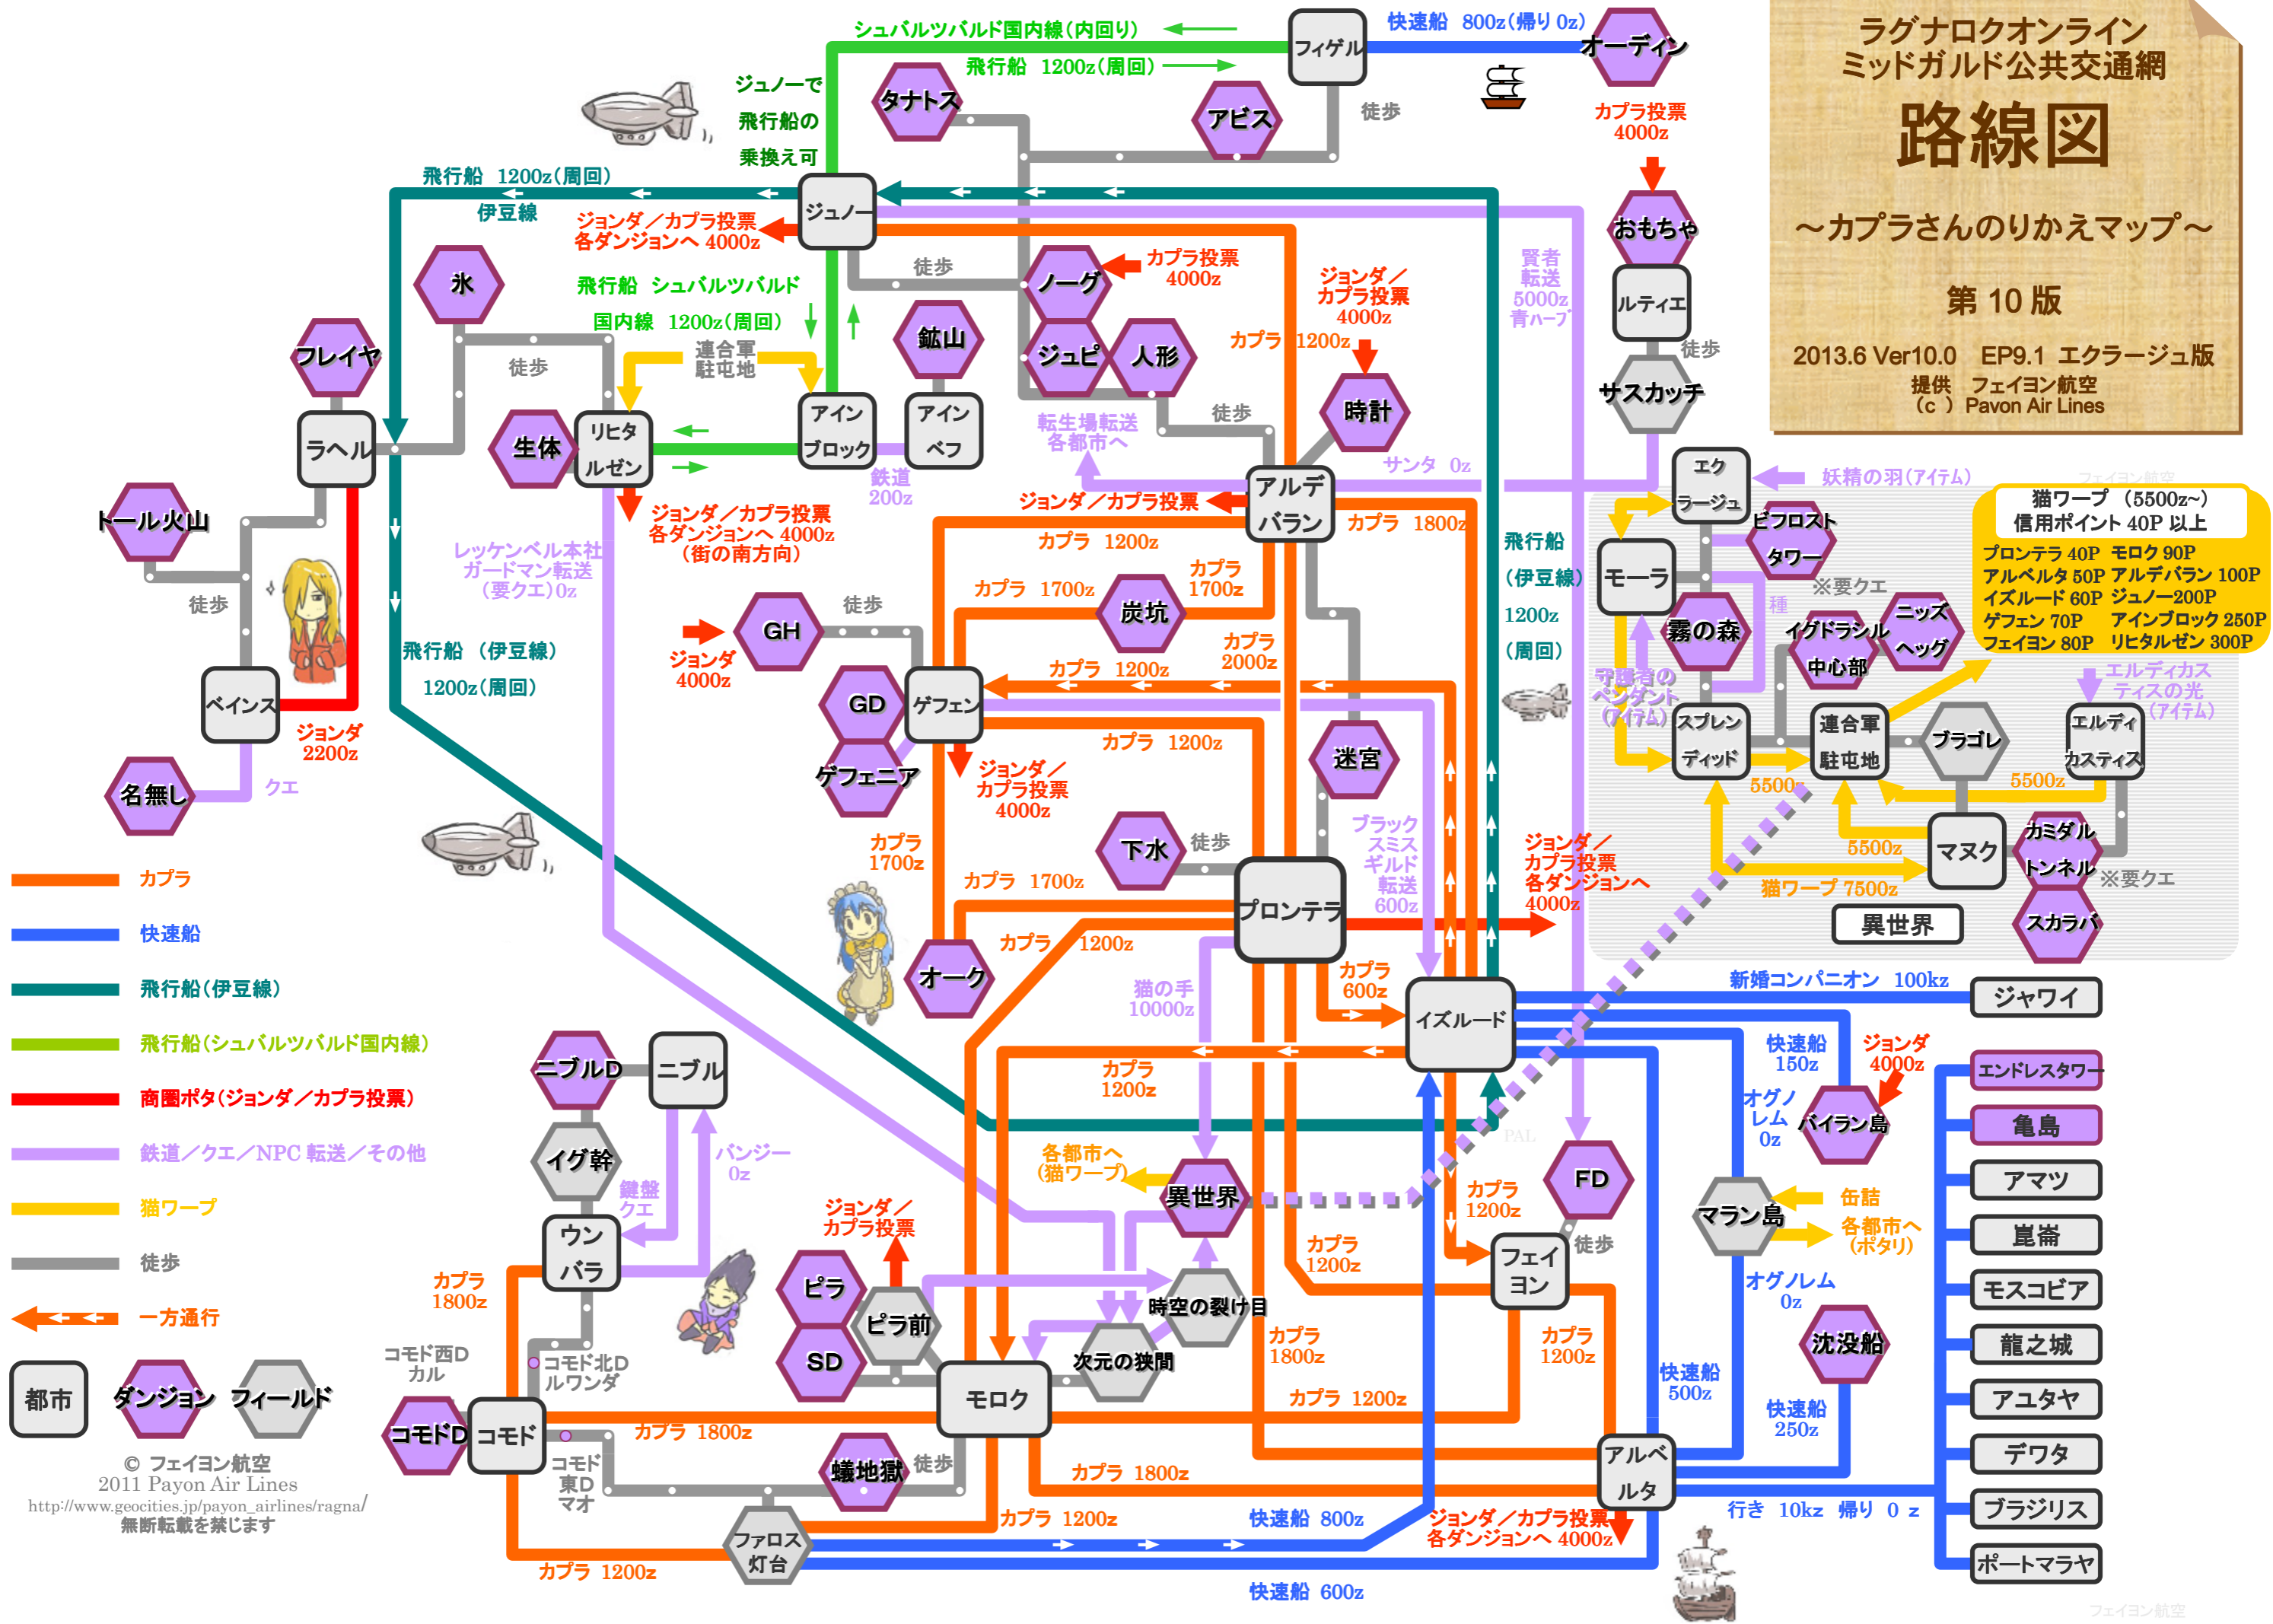 ラグナロクオンライン
ミッドガルド公共交通網
路線図
～カプラさんのりかえマップ～
第 10 版
2013.6 Ver10.0 EP9.1 エクラージュ版
提供 フェイヨン航空
（c ）Pavon Air Lines
シュバルツバルド国内線（内回り）
飛行船 1200z（周回）
フィゲル
快速船 800z（帰り 0z）
オーディン
ジュノーで
飛行船の
乗換え可
タナトス
アビス
徒歩
カプラ投票
4000z
おもちゃ
ルティエ
徒歩
サスカッチ
飛行船 1200z（周回）
伊豆線
ジュノー
ジョンダ／カプラ投票
各ダンジョンへ 4000z
徒歩
ノーグ
カプラ投票
4000z
ジョンダ／
カプラ投票
4000z
カプラ 1200z
賢者
転送
5000z
青ハーブ
氷
飛行船 シュバルツバルド
国内線 1200z（周回）
鉱山
ジュピ
人形
時計
フレイヤ
徒歩
連合軍
駐屯地
ラヘル
生体
リヒタ
ルゼン
アイン
ブロック
アイン
ベフ
鉄道
200z
転生場転送
各都市へ
徒歩
サンタ 0z
アルデ
バラン
ジョンダ／カプラ投票
カプラ 1800z
カプラ 1200z
トール火山
徒歩
レッケンベル本社
ガードマン転送
（要クエ）0z
ジョンダ／カプラ投票
各ダンジョンへ 4000z
（街の南方向）
飛行船
（伊豆線）
1200z
（周回）
エク
ラージュ
妖精の羽（アイテム）
フェイヨン航空
ビフロスト
タワー
モーラ
※要クエ
種
霧の森
イグドラシル
中心部
ニッズ
ヘッグ
猫ワープ （5500z~）
信用ポイント 40P 以上
プロンテラ 40P モロク 90P
アルベルタ 50P アルデバラン 100P
イズルード 60P ジュノー200P
ゲフェン 70P アインブロック 250P
フェイヨン 80P リヒタルゼン 300P
守護者の
ペンダント
（アイテム）
スプレン
ディッド
連合軍
駐屯地
ブラゴレ
エルディカス
ティスの光
（アイテム）
エルディ
カスティス
5500z
5500z
5500z
マヌク
カミダル
トンネル
※要クエ
猫ワープ 7500z
異世界
スカラバ
カプラ 1700z
カプラ
1700z
炭坑
カプラ
2000z
GH
徒歩
ジョンダ
4000z
カプラ 1200z
飛行船 （伊豆線）
1200z（周回）
ベインス
ジョンダ
2200z
名無し
クエ
GD
ゲフェン
ゲフェニア
カプラ 1200z
ジョンダ／
カプラ投票
4000z
迷宮
カプラ
1700z
下水
徒歩
ブラック
スミス
ギルド
転送
600z
ジョンダ／
カプラ投票
各ダンジョンへ
4000z
カプラ 1700z
プロンテラ
カプラ 1200z
オーク
カプラ
快速船
飛行船（伊豆線）
飛行船（シュバルツバルド国内線）
商圏ポタ（ジョンダ／カプラ投票）
鉄道／クエ／NPC 転送／その他
猫ワープ
徒歩
一方通行
都市
ダンジョン
フィールド
© フェイヨン航空
2011 Payon Air Lines
http://www.geocities.jp/payon_airlines/ragna/
無断転載を禁じます
猫の手
10000z
カプラ
600z
イズルード
新婚コンパニオン 100kz
ジャワイ
快速船
150z
ジョンダ
4000z
バイラン島
オグノ
レム
0z
エンドレスタワー
亀島
アマツ
崑崙
モスコビア
龍之城
アユタヤ
デワタ
ブラジリス
ポートマラヤ
カプラ
1200z
PAL
ニブルD
ニブル
イグ幹
鍵盤
クエ
バンジー
0z
ウン
バラ
カプラ
1800z
各都市へ
（猫ワープ）
異世界
カプラ
1200z
FD
徒歩
フェイ
ヨン
マラン島
缶詰
各都市へ
（ポタリ）
オグノレム
0z
ジョンダ／
カプラ投票
ピラ
ピラ前
SD
時空の裂け目
次元の狭間
カプラ
1200z
カプラ
1800z
カプラ
1200z
沈没船
快速船
500z
快速船
250z
コモド西D
カル
コモド北D
ルワンダ
コモドD
コモド
カプラ 1800z
モロク
カプラ 1200z
コモド
東D
マオ
蟻地獄
徒歩
カプラ 1800z
アルベ
ルタ
行き 10kz 帰り 0 z
カプラ 1200z
快速船 800z
ジョンダ／カプラ投票
各ダンジョンへ 4000z
ファロス
灯台
カプラ 1200z
快速船 600z
フェイヨン航空